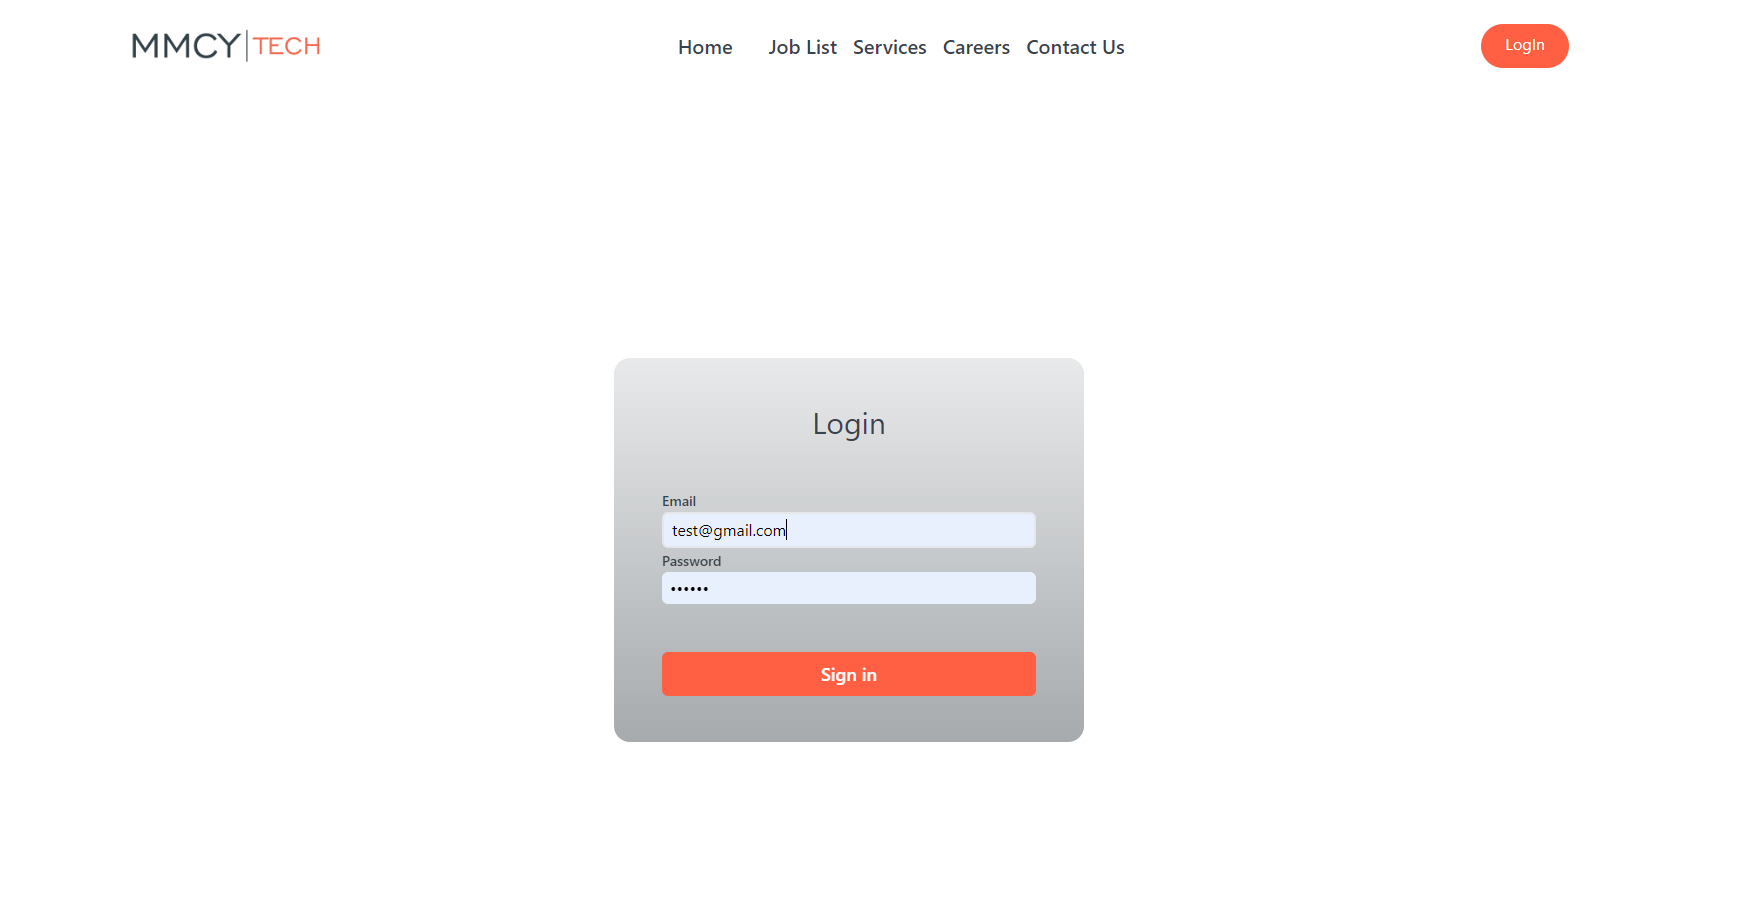 MMCY|TECH
Home Job List Services Careers Contact Us
LogIn
Login
Email
test@gmail.com
Password
••••••
Sign in